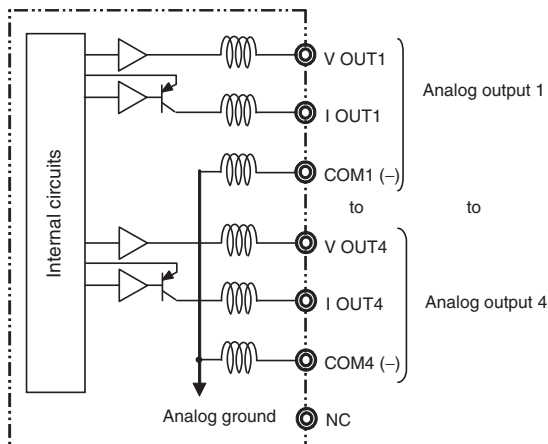 Internal circuits
V OUT1
I OUT1
COM1 (−)
Analog output 1
to
to
V OUT4
I OUT4
COM4 (−)
Analog output 4
Analog ground
NC